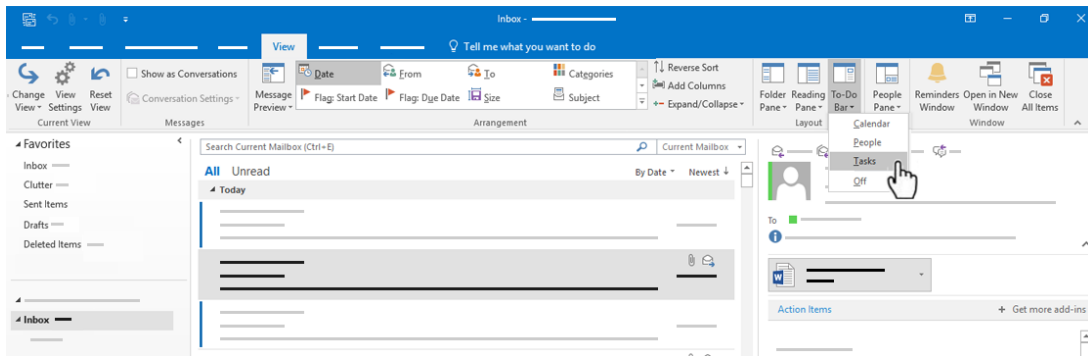 Inbox -
View
Tell me what you want to do
Change View
View Settings
Reset View
Current View
Show as Conversations
Conversation Settings
Messages
Message Preview
Date
From
To
Categories
Flag: Start Date
Flag: Due Date
Size
Subject
Reverse Sort
Add Columns
Expand/Collapse
Arrangement
Folder Pane
Reading Pane
To-Do Bar
People Pane
Layout
Reminders Window
Open in New Window
Close All Items
Window
Calendar
People
Tasks
Off
Favorites
Inbox
Clutter
Sent Items
Drafts
Deleted Items
Inbox
Search Current Mailbox (Ctrl+E)
Current Mailbox
All Unread
By Date Newest
Today
To
W
Action Items
+ Get more add-ins